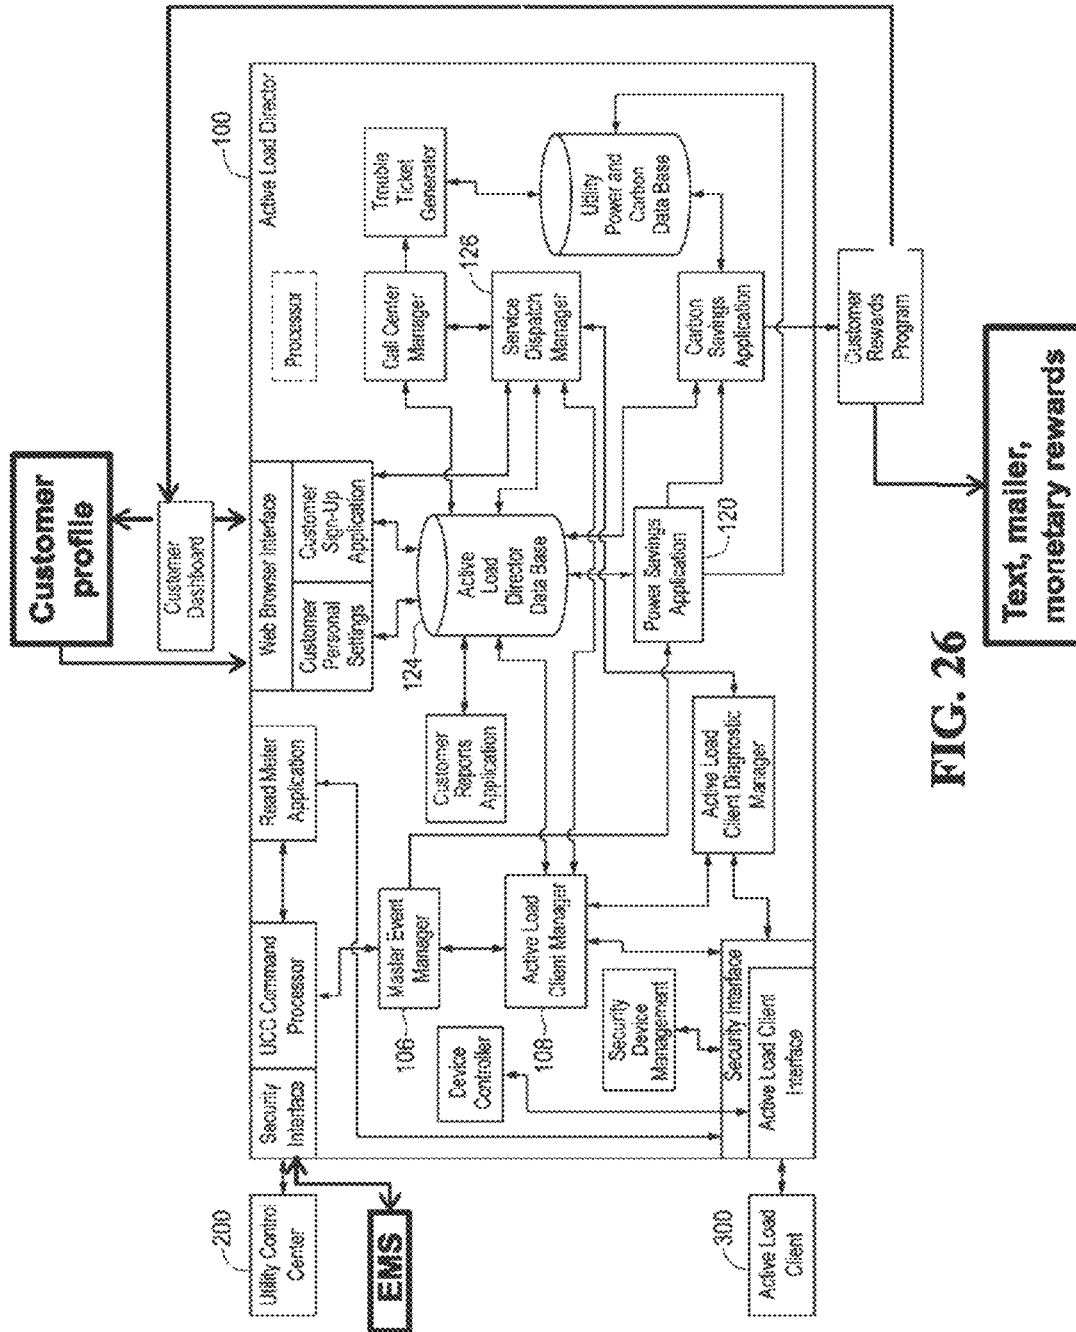 Customer
profile
Customer
Dashboard
100
Active Load Director
Web Browser Interface
Customer
Personal
Settings
Customer
Sign-Up
Application
Processor
Read Meter
Application
UCC Command
Processor
Security
Interface
200
Utility Control
Center
EMS
Trouble
Ticket
Generator
Call Center
Manager
126
Service
Dispatch
Manager
Utility
Power and
Carbon
Data Base
124
Active
Load
Director
Data Base
Customer
Reports
Application
Master Event
Manager
106
Device
Controller
Active Load
Client Manager
108
Security
Device
Management
Power Savings
Application
120
Carbon
Savings
Application
Active Load
Client Diagnostic
Manager
Security Interface
Active Load Client
Interface
300
Active Load
Client
Customer
Rewards
Program
Text, mailer,
monetary rewards
FIG. 26